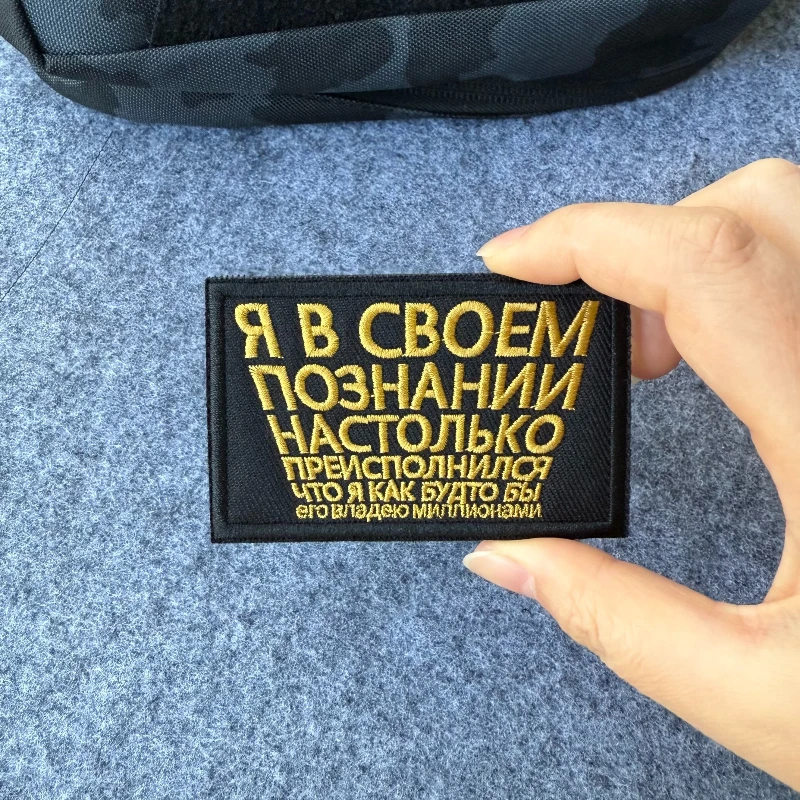 Я В СВОЕМ
ПОЗНАНИИ
НАСТОЛЬКО
ПРЕИСПОЛНИЛСЯ
ЧТО Я КАК БУДТО БЫ
его владею миллионами